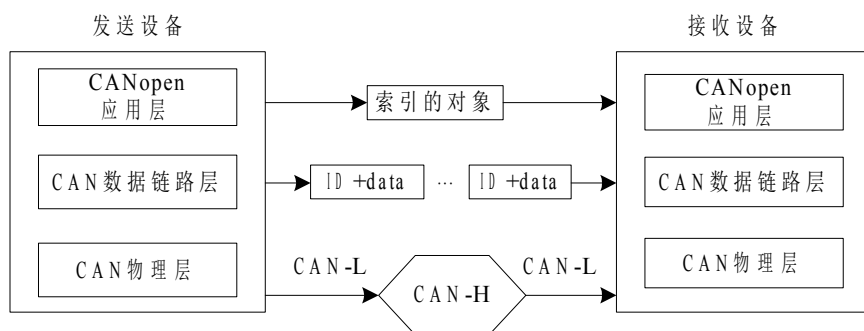 发送设备
接收设备
CANopen
应用层
索引的对象
CANopen
应用层
CAN数据链路层
ID +data
...
ID +data
CAN数据链路层
CAN-L
CAN-L
CAN物理层
CAN-H
CAN物理层